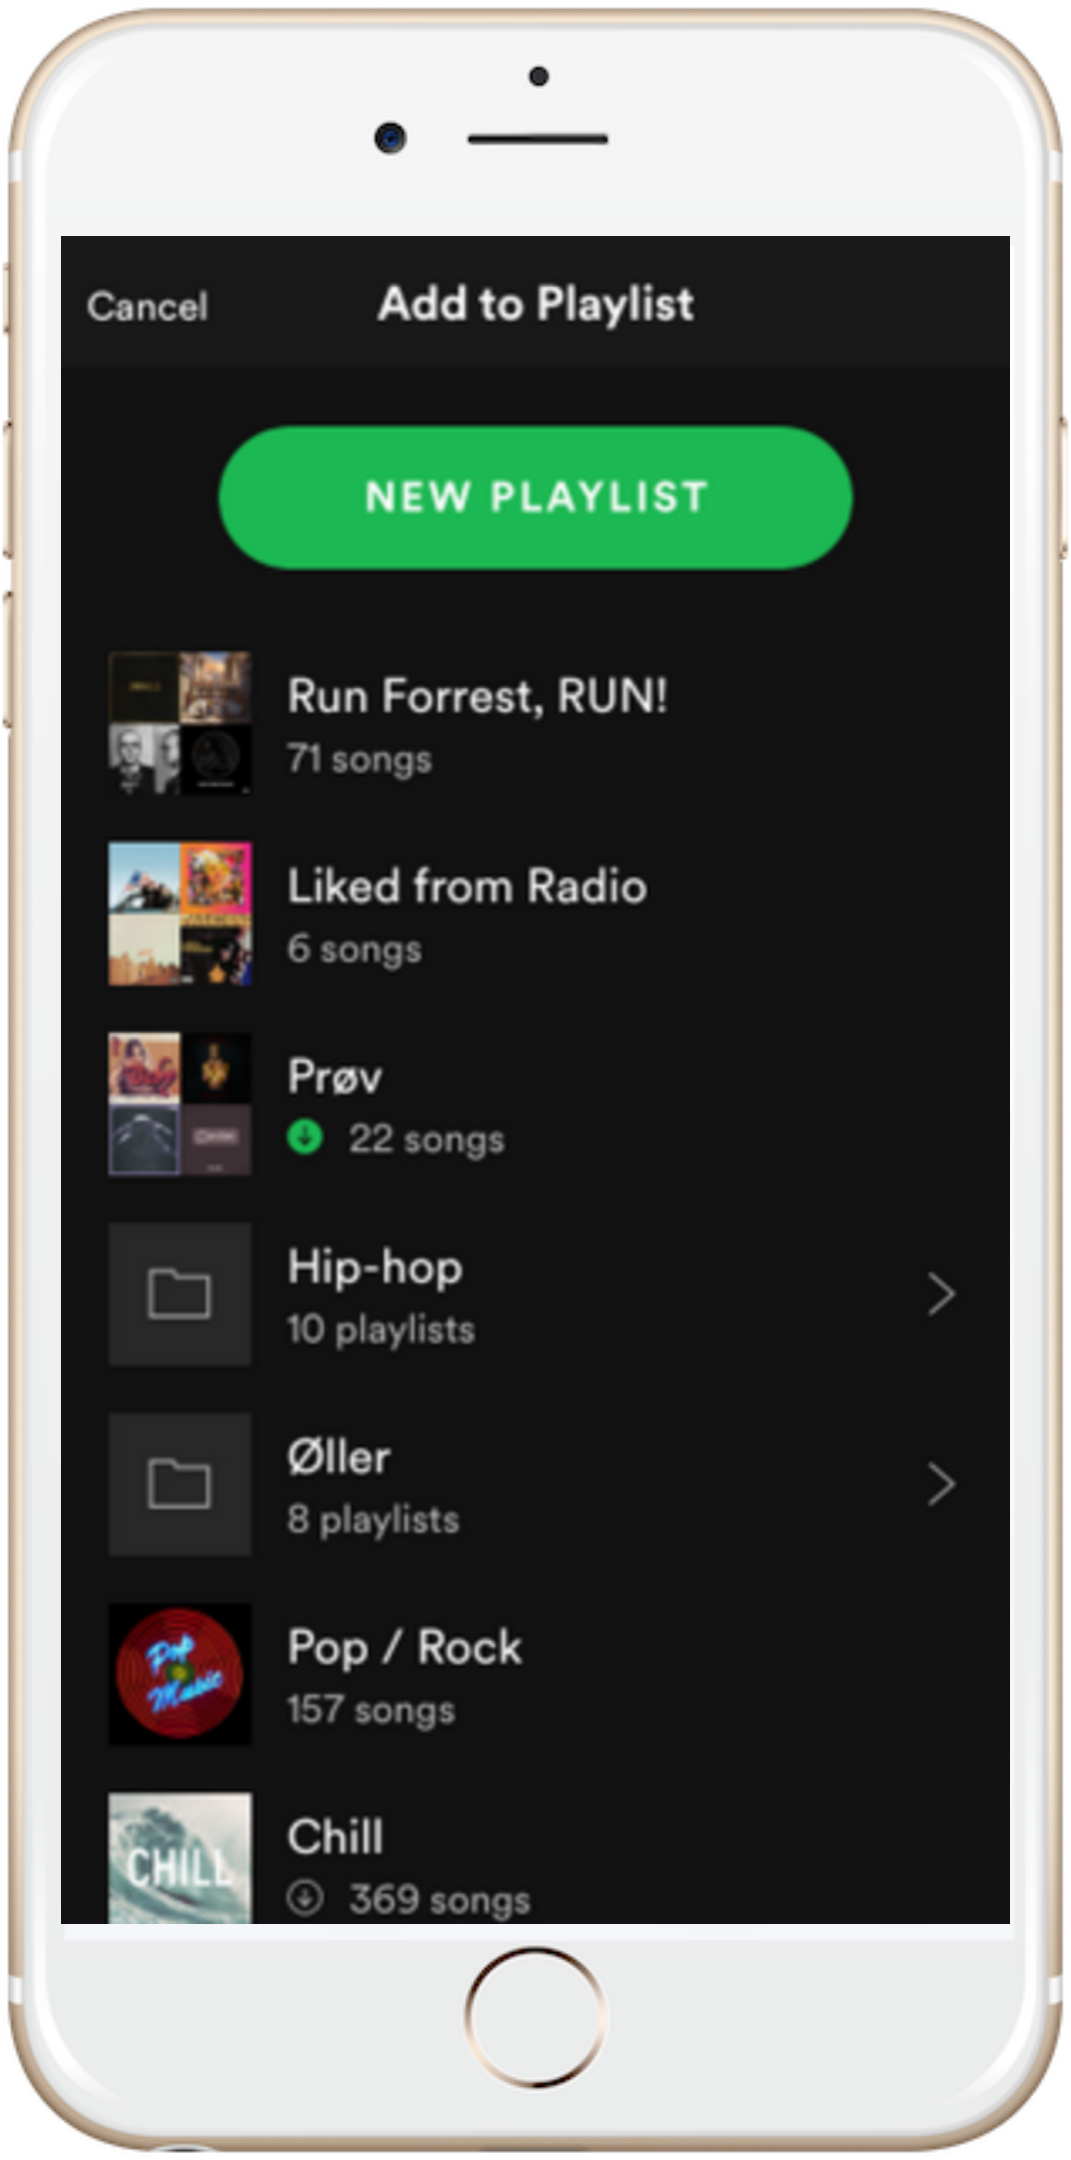 Cancel
Add to Playlist
NEW PLAYLIST
Run Forrest, RUN!
71 songs
Liked from Radio
6 songs
Prøv
22 songs
Hip-hop
10 playlists
Øller
8 playlists
Pop
Music
Pop / Rock
157 songs
CHILL
Chill
369 songs